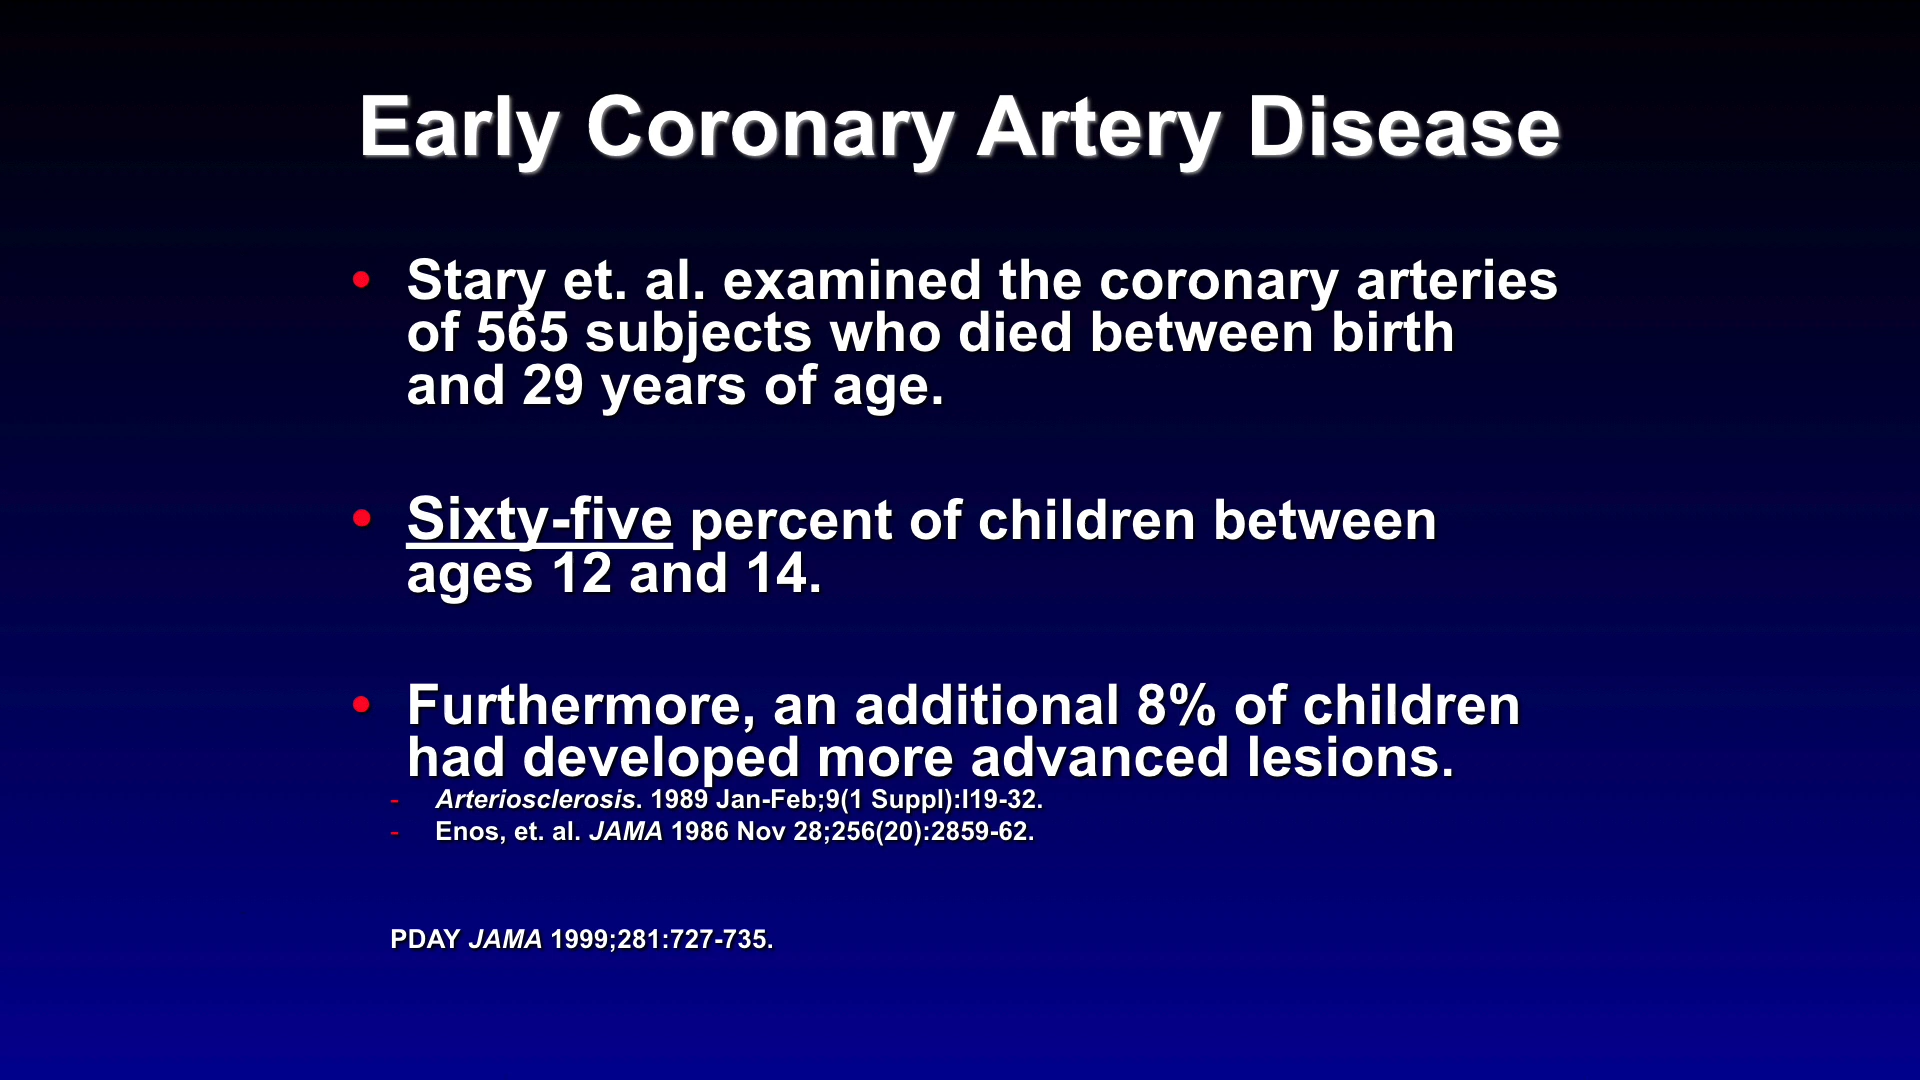 Early Coronary Artery Disease
• Stary et. al. examined the coronary arteries
of 565 subjects who died between birth
and 29 years of age.
• Sixty-five percent of children between
ages 12 and 14.
• Furthermore, an additional 8% of children
had developed more advanced lesions.
- Arteriosclerosis. 1989 Jan-Feb;9(1 Suppl):I19-32.
- Enos, et. al. JAMA 1986 Nov 28;256(20):2859-62.
PDAY JAMA 1999;281:727-735.